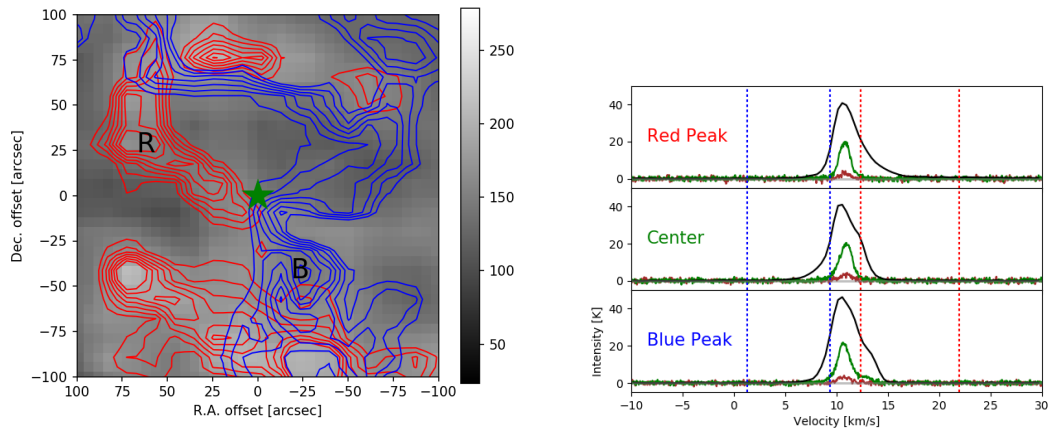 100
75
50
25
0
−25
−50
−75
−100
Dec. offset [arcsec]
R
B
100 75 50 25 0 −25 −50 −75 −100
R.A. offset [arcsec]
250
200
150
100
50
40
20
0
Red Peak
40
20
0
Center
40
20
0
Blue Peak
Intensity [K]
−10 −5 0 5 10 15 20 25 30
Velocity [km/s]